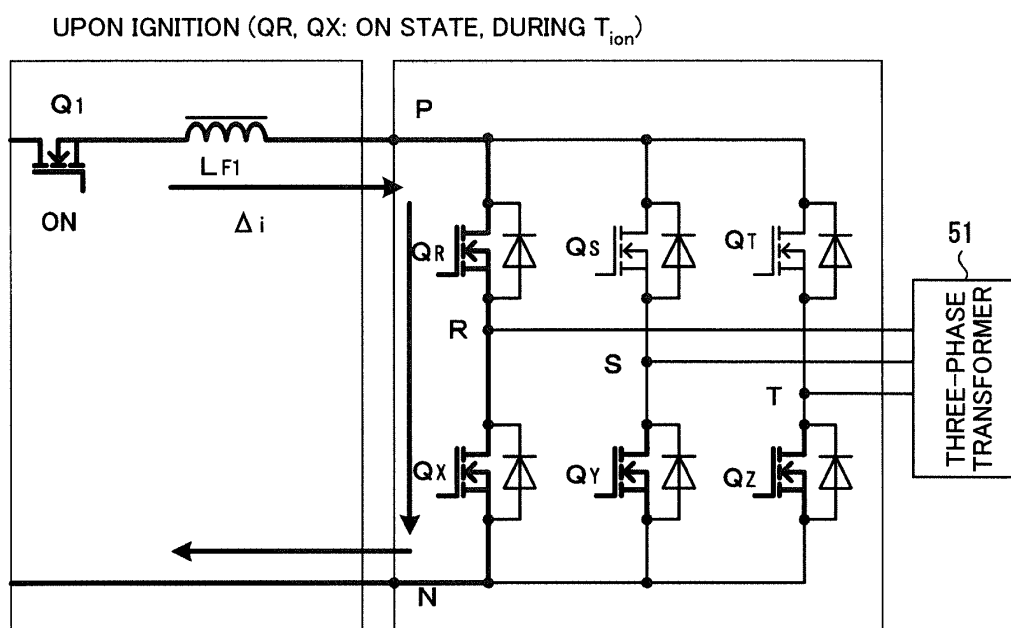 UPON IGNITION (QR, QX: ON STATE, DURING Tion)
Q1
P
LF1
ON
Δi
QR
QS
QT
51
R
S
T
THREE-PHASE
TRANSFORMER
QX
QY
QZ
N